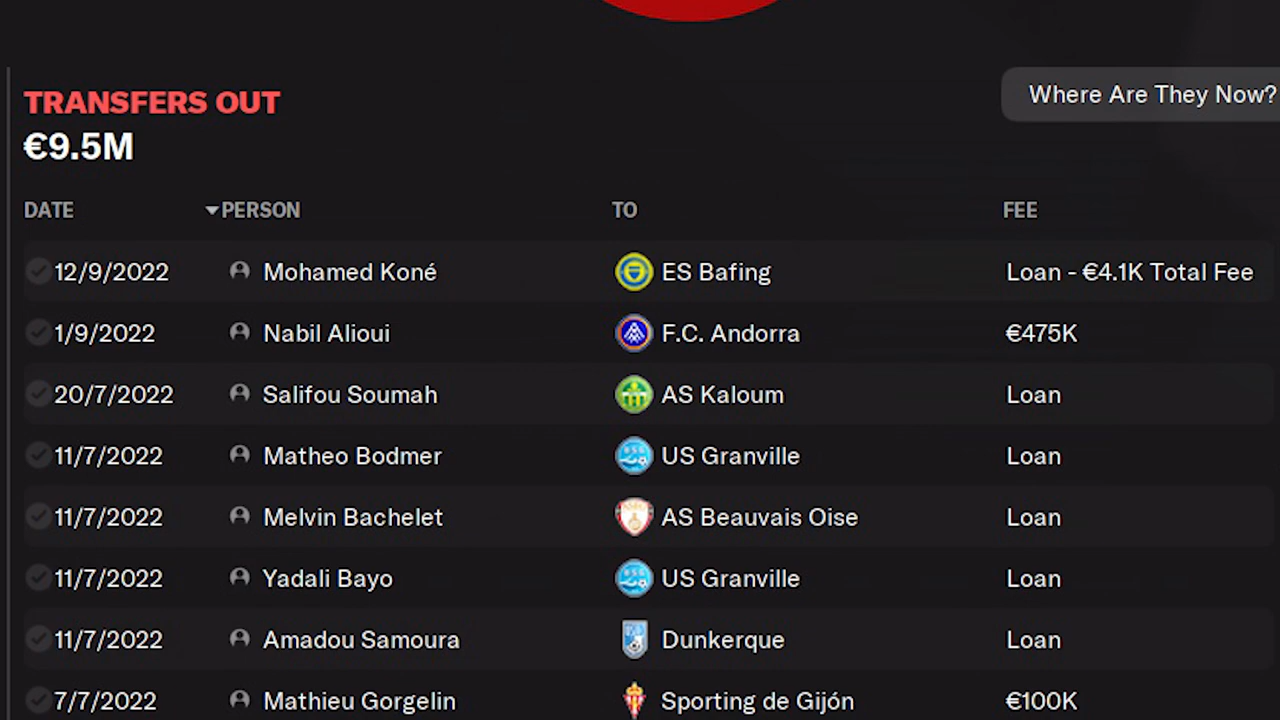 TRANSFERS OUT
Where Are They Now?
€9.5M
DATE PERSON TO FEE
12/9/2022 Mohamed Koné ES Bafing Loan - €4.1K Total Fee
1/9/2022 Nabil Alioui F.C. Andorra €475K
20/7/2022 Salifou Soumah AS Kaloum Loan
11/7/2022 Matheo Bodmer US Granville Loan
11/7/2022 Melvin Bachelet AS Beauvais Oise Loan
11/7/2022 Yadali Bayo US Granville Loan
11/7/2022 Amadou Samoura Dunkerque Loan
7/7/2022 Mathieu Gorgelin Sporting de Gijón €100K